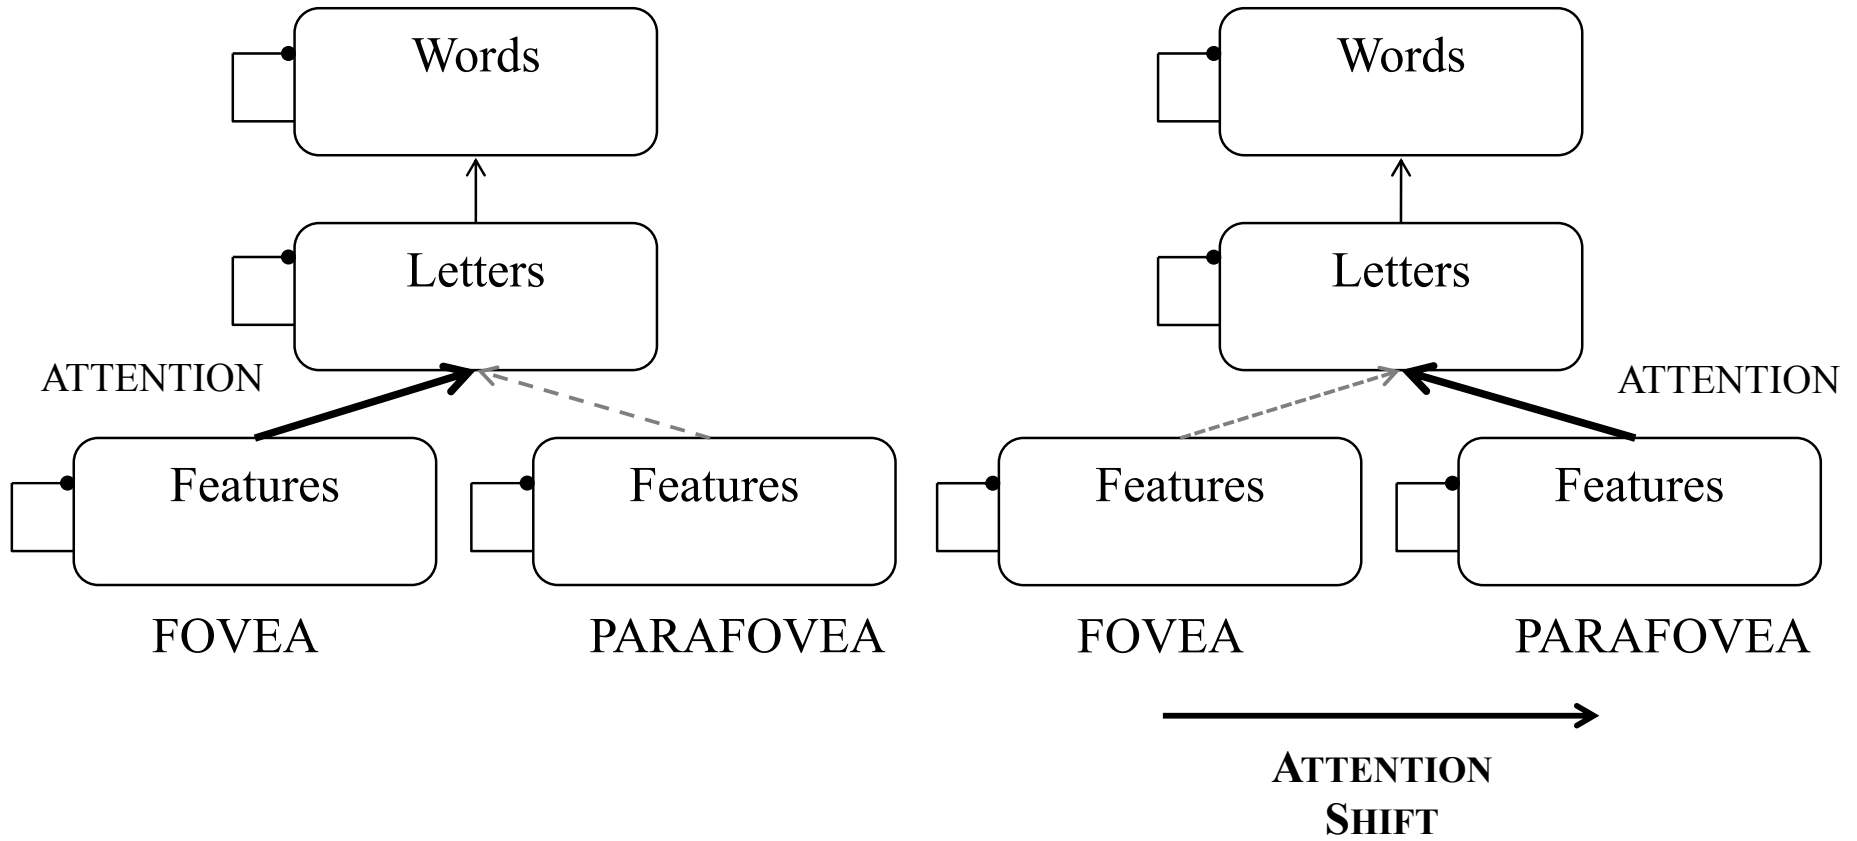 Words
Letters
ATTENTION
Features
Features
FOVEA
PARAFOVEA
Words
Letters
ATTENTION
Features
Features
FOVEA
PARAFOVEA
ATTENTION
SHIFT